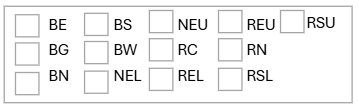 BE BS NEU REU RSU
BG BW RC RN
BN NEL REL RSL